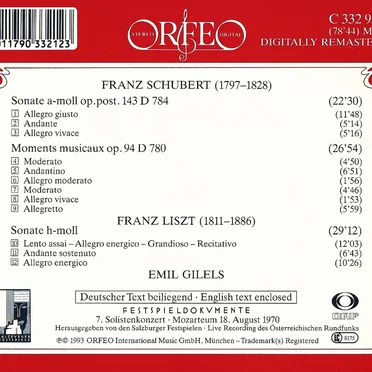 011790 332123
STEREO ORFEO DIGITAL
C 332 9
(78'44) M
DIGITALLY REMASTE
FRANZ SCHUBERT (1797–1828)
Sonate a-moll op.post. 143 D 784 (22'30)
1 Allegro giusto (11'48)
2 Andante (5'14)
3 Allegro vivace (5'16)
Moments musicaux op. 94 D 780 (26'54)
4 Moderato (4'50)
5 Andantino (6'51)
6 Allegro moderato (1'56)
7 Moderato (4'46)
8 Allegro vivace (1'53)
9 Allegretto (5'59)
FRANZ LISZT (1811–1886)
Sonate h-moll (29'12)
10 Lento assai – Allegro energico – Grandioso – Recitativo (12'03)
11 Andante sostenuto (6'43)
12 Allegro energico (10'26)
EMIL GILELS
Deutscher Text beiliegend · English text enclosed
FESTSPIELDOKUMENTE
7. Solistenkonzert · Mozarteum 18. August 1970
Herausgegeben von den Salzburger Festspielen · Live Recording des Österreichischen Rundfunks
℗ © 1993 ORFEO International Music GmbH, München – Trademark(s) Registered
ORF
LC 8175